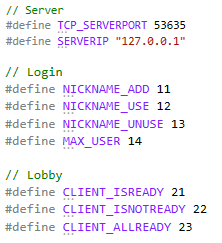 // Server
#define TCP_SERVERPORT 53635
#define SERVERIP "127.0.0.1"
// Login
#define NICKNAME_ADD 11
#define NICKNAME_USE 12
#define NICKNAME_UNUSE 13
#define MAX_USER 14
// Lobby
#define CLIENT_ISREADY 21
#define CLIENT_ISNOTREADY 22
#define CLIENT_ALLREADY 23